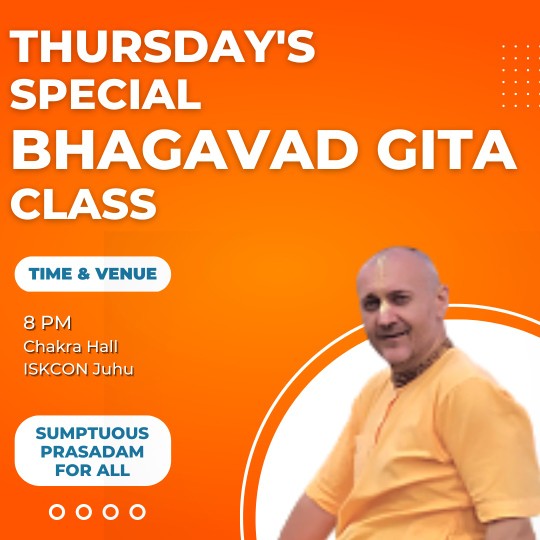 THURSDAY'S
SPECIAL
BHAGAVAD GITA
CLASS
TIME & VENUE
8 PM
Chakra Hall
ISKCON Juhu
SUMPTUOUS
PRASADAM
FOR ALL